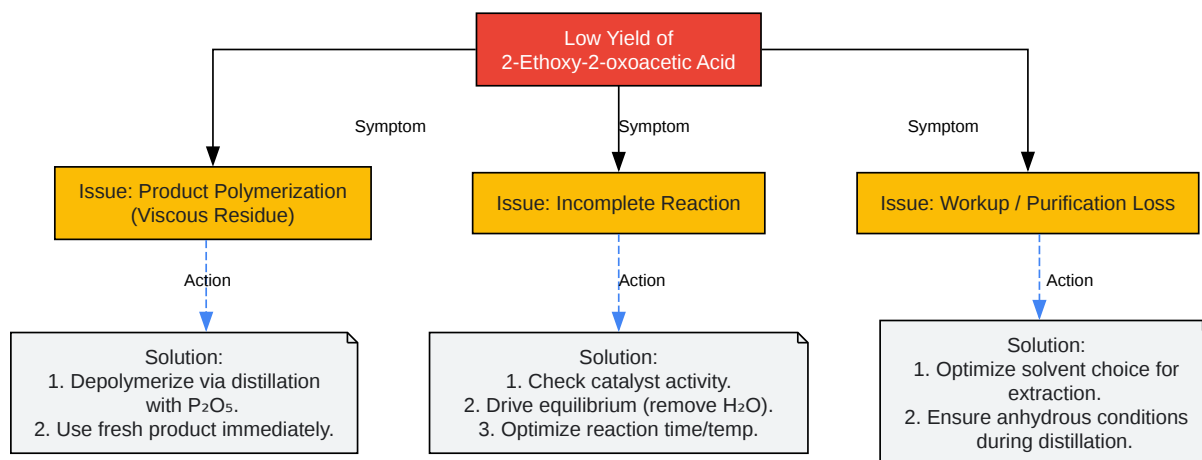 Low Yield of
2-Ethoxy-2-oxoacetic Acid
Symptom
Symptom
Symptom
Issue: Product Polymerization
(Viscous Residue)
Issue: Incomplete Reaction
Issue: Workup / Purification Loss
Action
Action
Action
Solution:
1. Depolymerize via distillation
with P₂O₅.
2. Use fresh product immediately.
Solution:
1. Check catalyst activity.
2. Drive equilibrium (remove H₂O).
3. Optimize reaction time/temp.
Solution:
1. Optimize solvent choice for
extraction.
2. Ensure anhydrous conditions
during distillation.